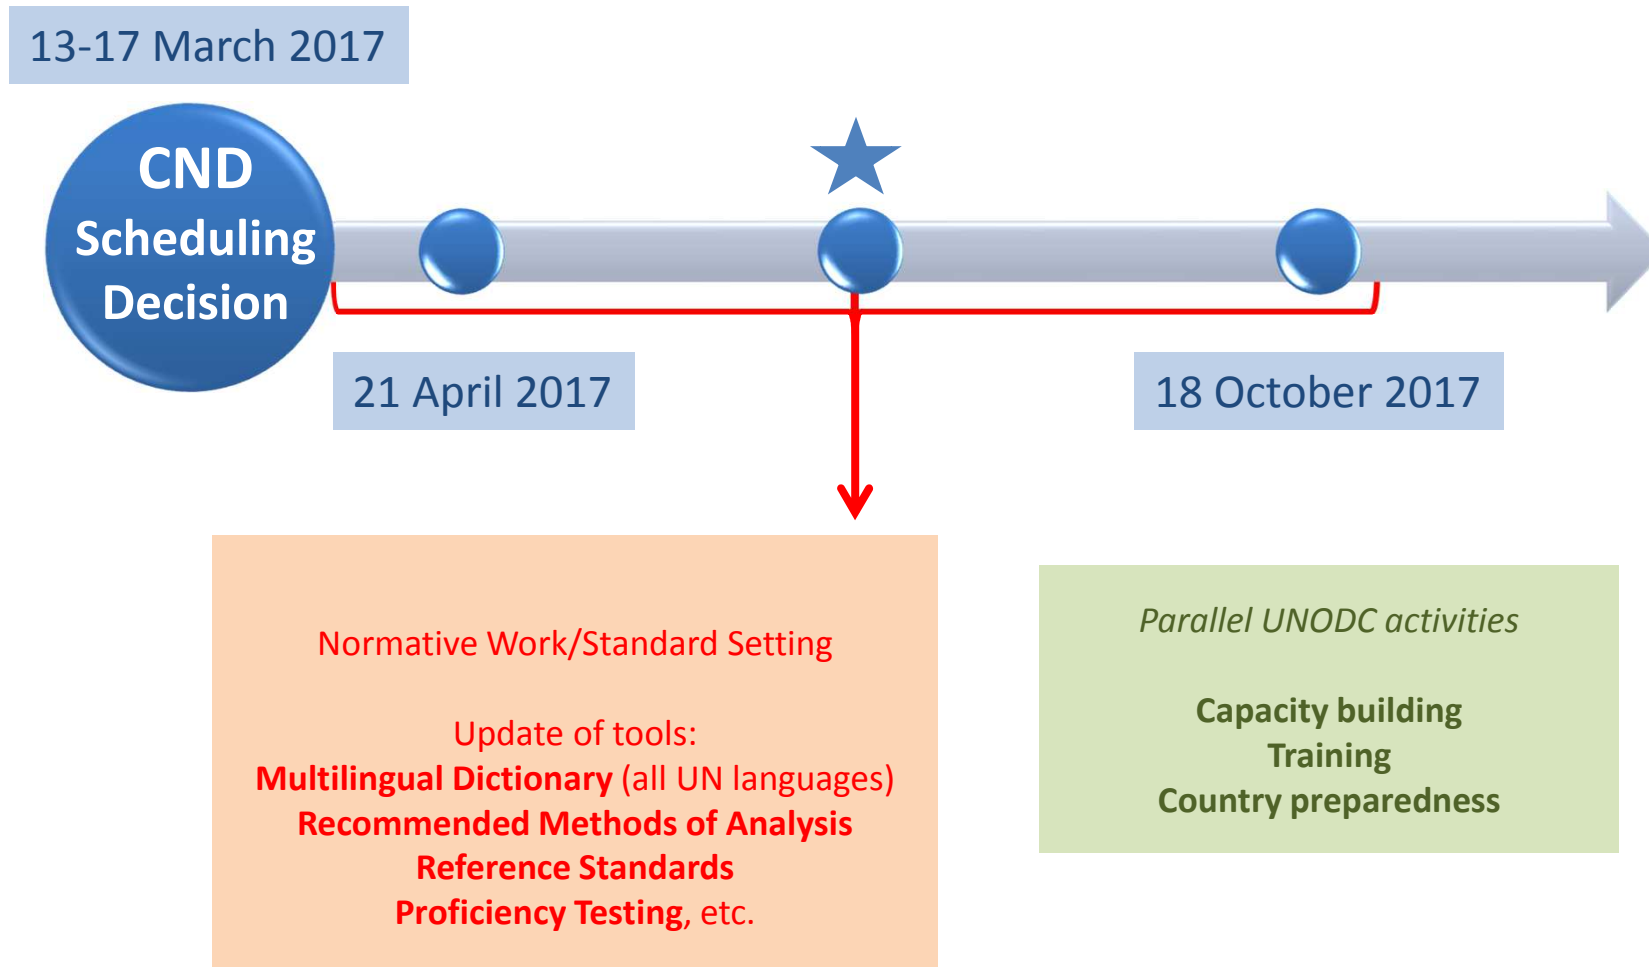 13-17 March 2017
CND
Scheduling
Decision
21 April 2017
18 October 2017
Normative Work/Standard Setting
Update of tools:
Multilingual Dictionary (all UN languages)
Recommended Methods of Analysis
Reference Standards
Proficiency Testing, etc.
Parallel UNODC activities
Capacity building
Training
Country preparedness